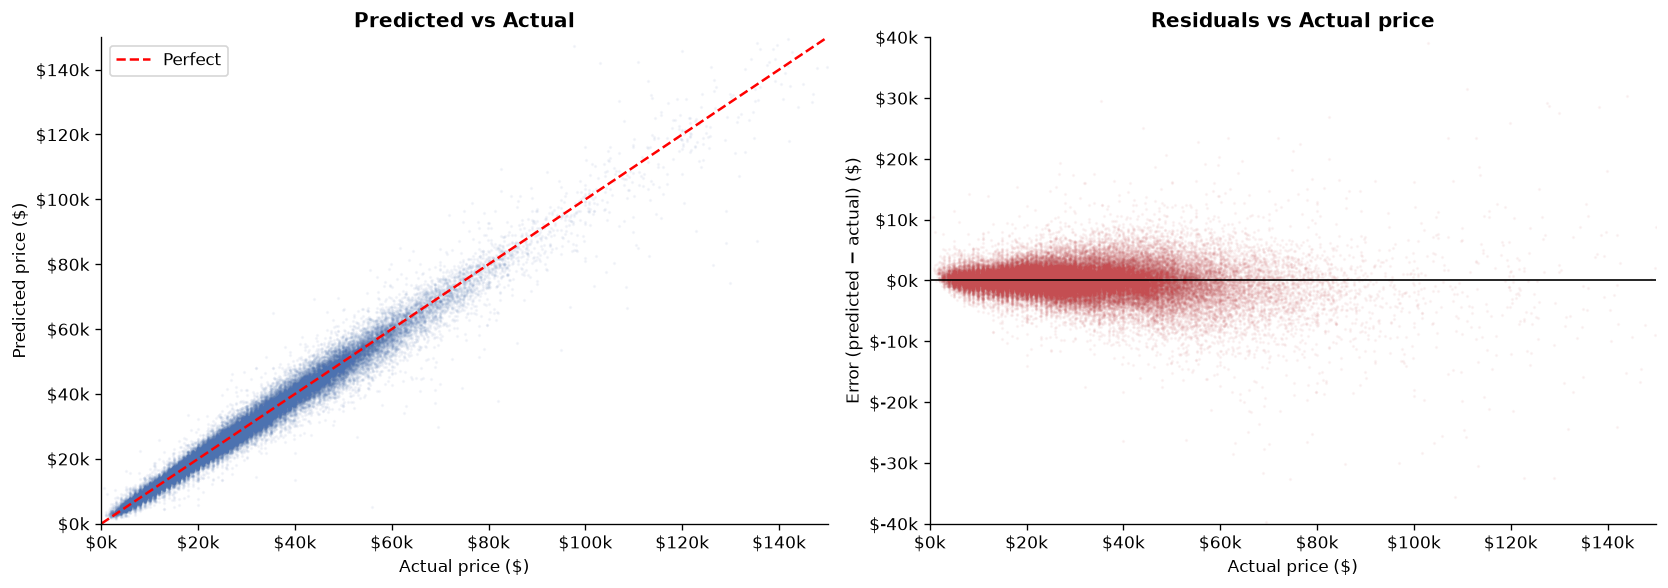 Predicted vs Actual
Perfect
$140k
$120k
$100k
$80k
$60k
$40k
$20k
$0k
Predicted price ($)
$0k $20k $40k $60k $80k $100k $120k $140k
Actual price ($)
Residuals vs Actual price
$40k
$30k
$20k
$10k
$0k
$-10k
$-20k
$-30k
$-40k
Error (predicted − actual) ($)
$0k $20k $40k $60k $80k $100k $120k $140k
Actual price ($)